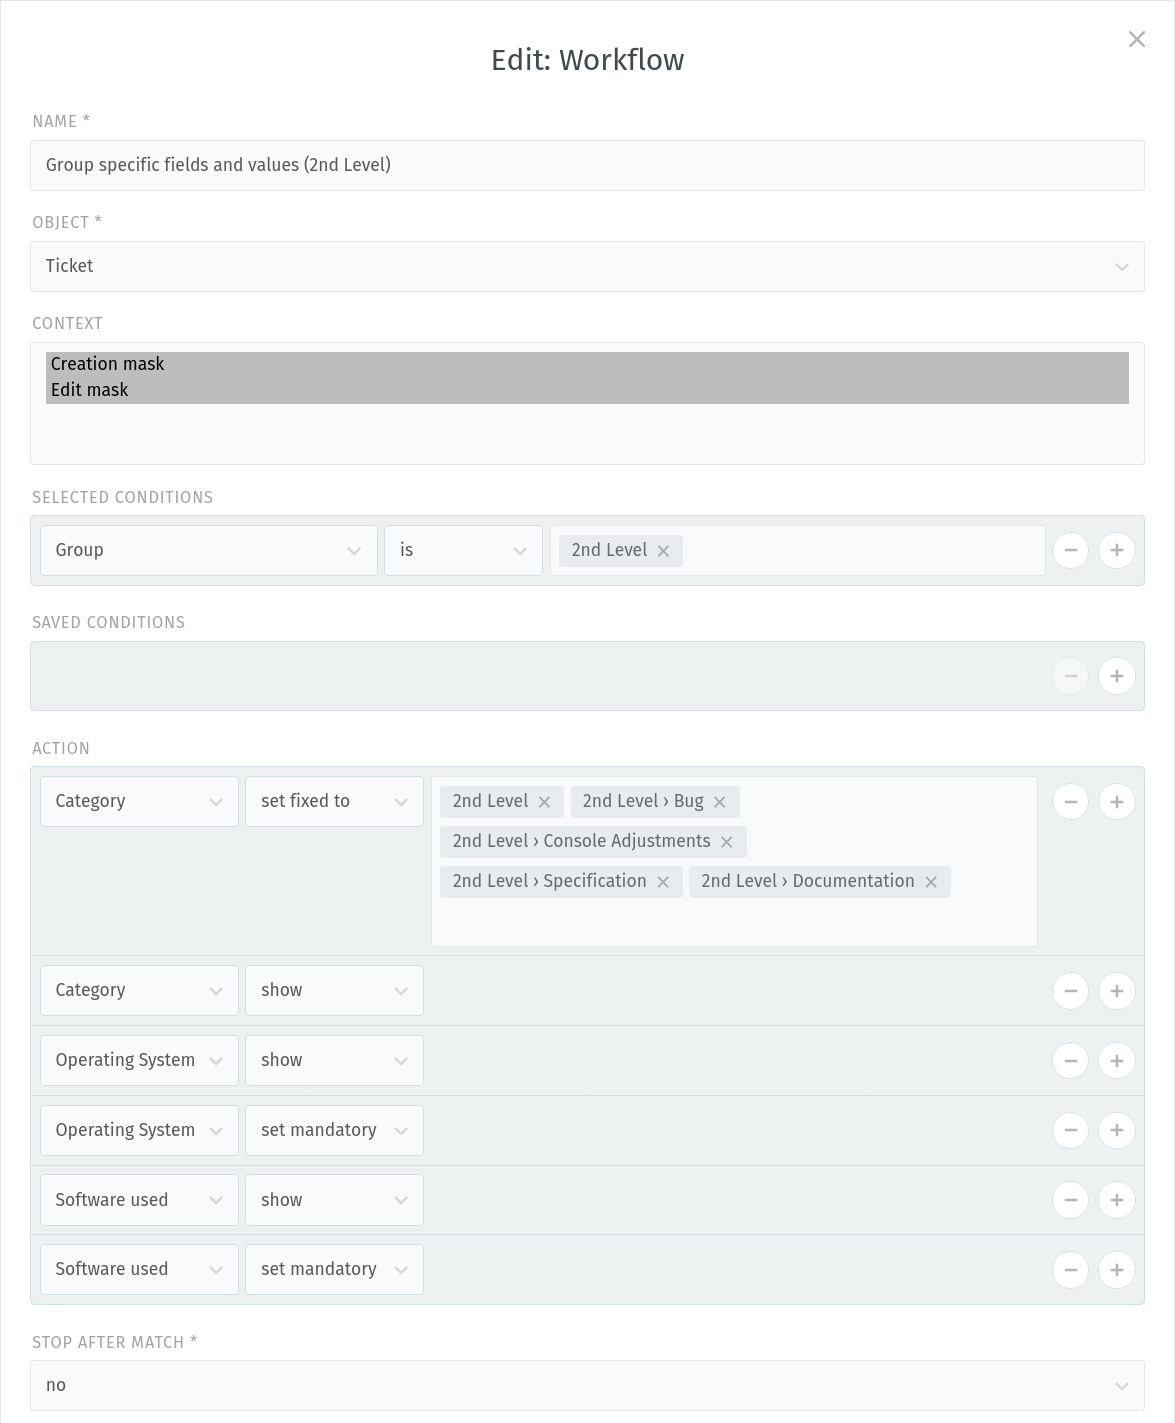 Edit: Workflow
NAME *
Group specific fields and values (2nd Level)
OBJECT *
Ticket
CONTEXT
Creation mask
Edit mask
SELECTED CONDITIONS
Group is 2nd Level
SAVED CONDITIONS
ACTION
Category set fixed to 2nd Level 2nd Level › Bug
2nd Level › Console Adjustments
2nd Level › Specification 2nd Level › Documentation
Category show
Operating System show
Operating System set mandatory
Software used show
Software used set mandatory
STOP AFTER MATCH *
no